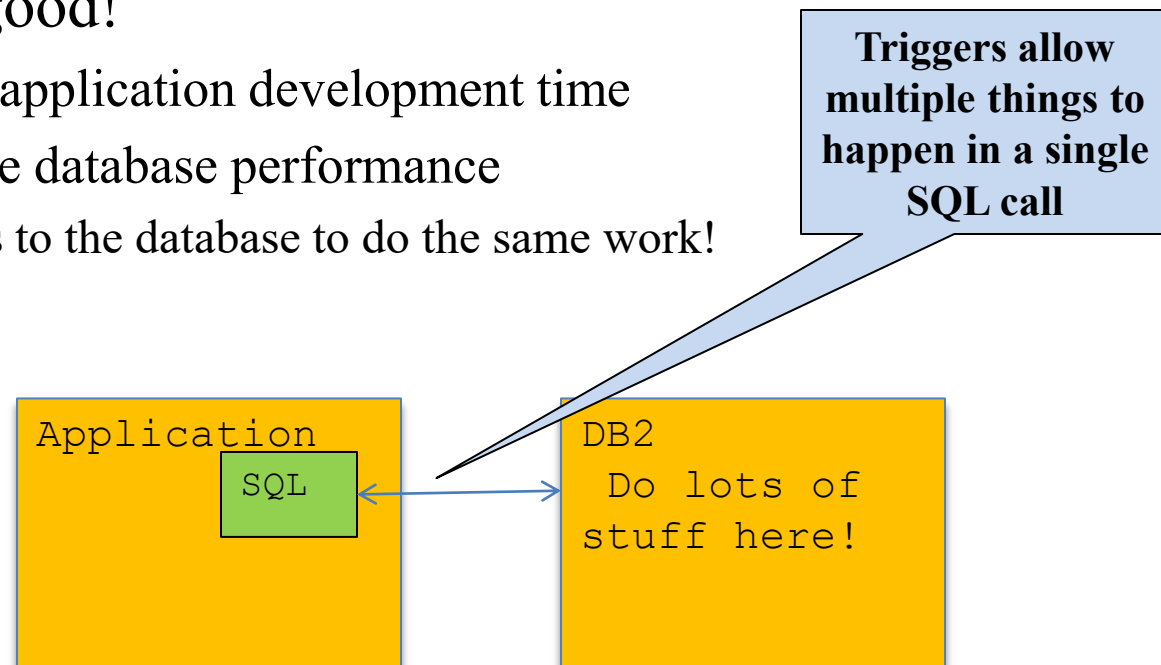 good!
application development time
e database performance
s to the database to do the same work!
Triggers allow
multiple things to
happen in a single
SQL call
Application
SQL
DB2
Do lots of
stuff here!